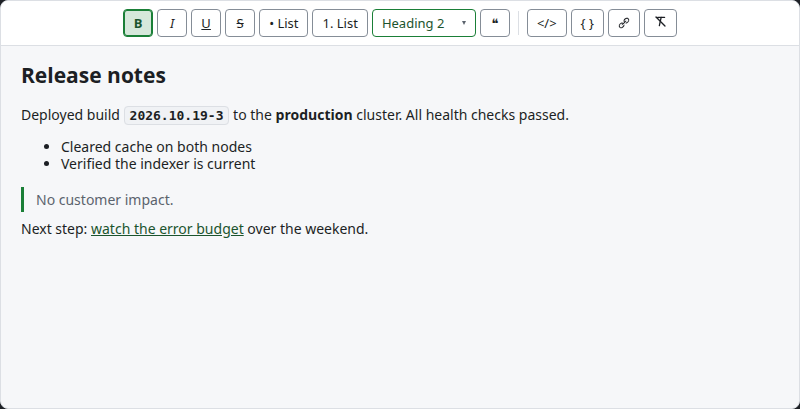 B I U S • List 1. List Heading 2 ❝ </> { }
Release notes
Deployed build 2026.10.19-3 to the production cluster. All health checks passed.
• Cleared cache on both nodes
• Verified the indexer is current
No customer impact.
Next step: watch the error budget over the weekend.